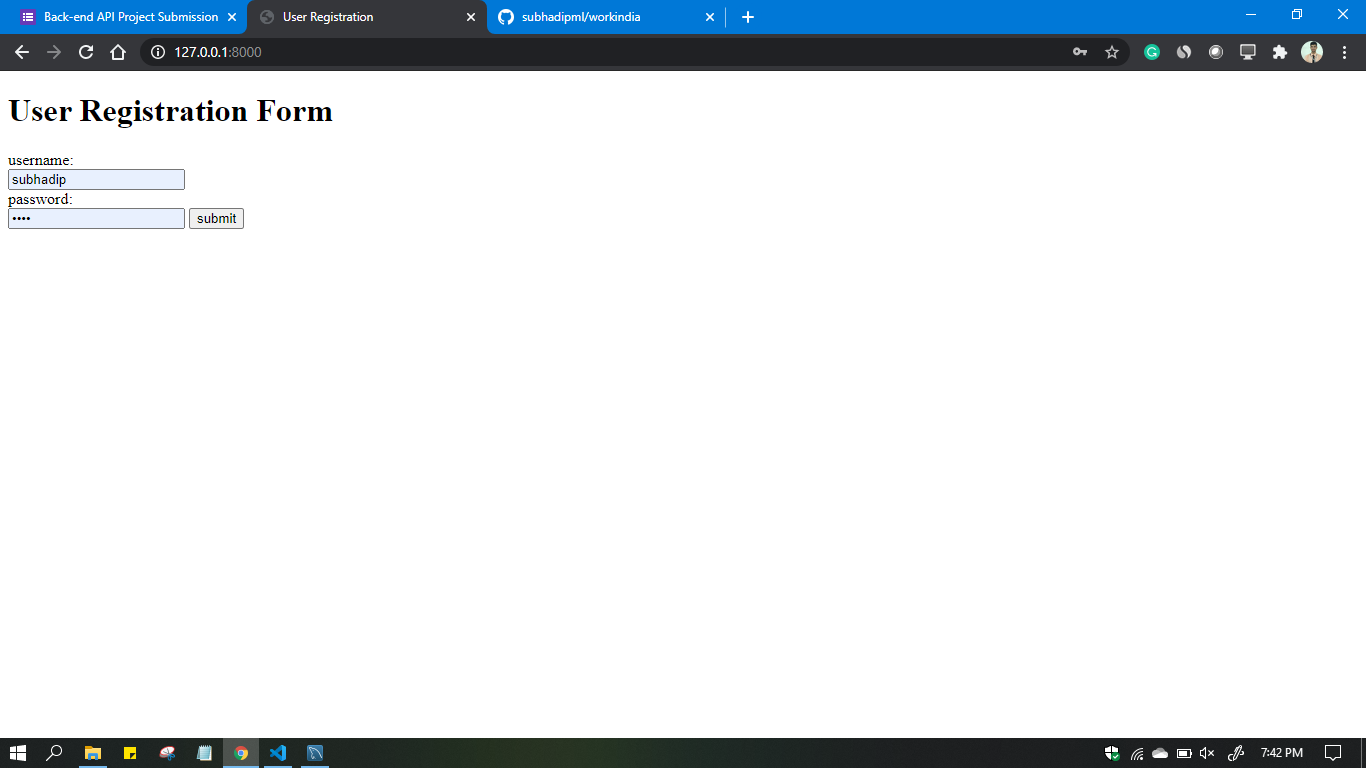 Back-end API Project Submission
User Registration
subhadipml/workindia
127.0.0.1:8000
User Registration Form
username:
subhadip
password:
••••
submit
7:42 PM